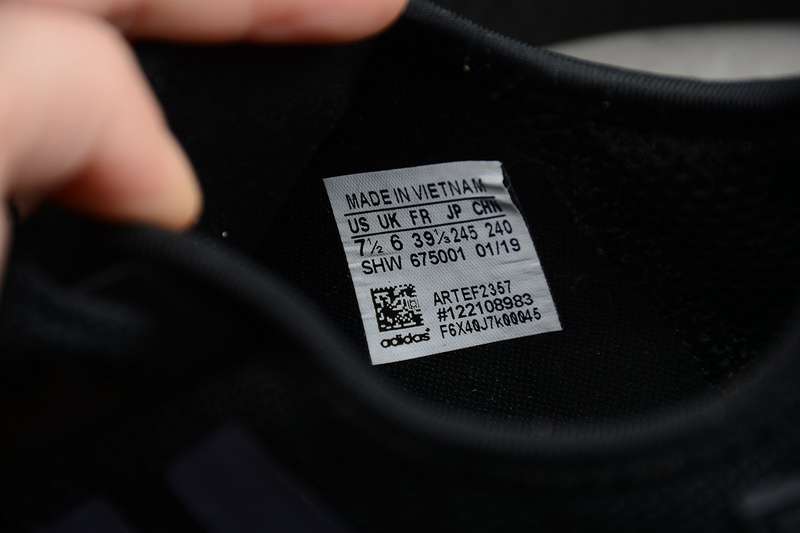 MADE IN VIETNAM
US UK FR JP CHN
7½ 6 39⅓ 245 240
SHW 675001 01/19
ARTEF2357
#122108983
F6X40J7K00045
adidas